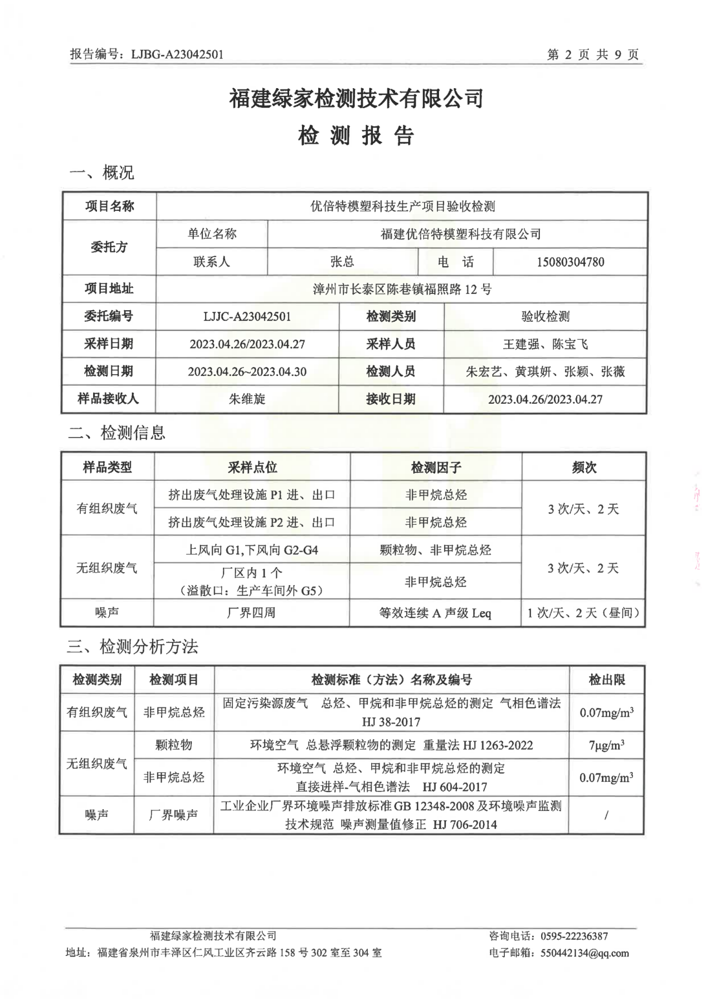 报告编号：LJBG-A23042501
第 2 页 共 9 页
福建绿家检测技术有限公司
检 测 报 告
一、概况
项目名称 优倍特模塑科技生产项目验收检测
委托方 单位名称 福建优倍特模塑科技有限公司
联系人 张总 电 话 15080304780
项目地址 漳州市长泰区陈巷镇福照路 12 号
委托编号 LJJC-A23042501 检测类别 验收检测
采样日期 2023.04.26/2023.04.27 采样人员 王建强、陈宝飞
检测日期 2023.04.26~2023.04.30 检测人员 朱宏艺、黄琪妍、张颖、张薇
样品接收人 朱维旋 接收日期 2023.04.26/2023.04.27
二、检测信息
样品类型 采样点位 检测因子 频次
有组织废气 挤出废气处理设施 P1 进、出口 非甲烷总烃 3 次/天、2 天
挤出废气处理设施 P2 进、出口 非甲烷总烃
无组织废气 上风向 G1,下风向 G2-G4 颗粒物、非甲烷总烃 3 次/天、2 天
厂区内 1 个
（溢散口：生产车间外 G5） 非甲烷总烃
噪声 厂界四周 等效连续 A 声级 Leq 1 次/天、2 天（昼间）
三、检测分析方法
检测类别 检测项目 检测标准（方法）名称及编号 检出限
有组织废气 非甲烷总烃 固定污染源废气 总烃、甲烷和非甲烷总烃的测定 气相色谱法
HJ 38-2017 0.07mg/m³
无组织废气 颗粒物 环境空气 总悬浮颗粒物的测定 重量法 HJ 1263-2022 7μg/m³
非甲烷总烃 环境空气 总烃、甲烷和非甲烷总烃的测定
直接进样-气相色谱法 HJ 604-2017 0.07mg/m³
噪声 厂界噪声 工业企业厂界环境噪声排放标准 GB 12348-2008 及环境噪声监测
技术规范 噪声测量值修正 HJ 706-2014 /
福建绿家检测技术有限公司
咨询电话：0595-22236387
地址：福建省泉州市丰泽区仁风工业区齐云路 158 号 302 室至 304 室
电子邮箱：550442134@qq.com